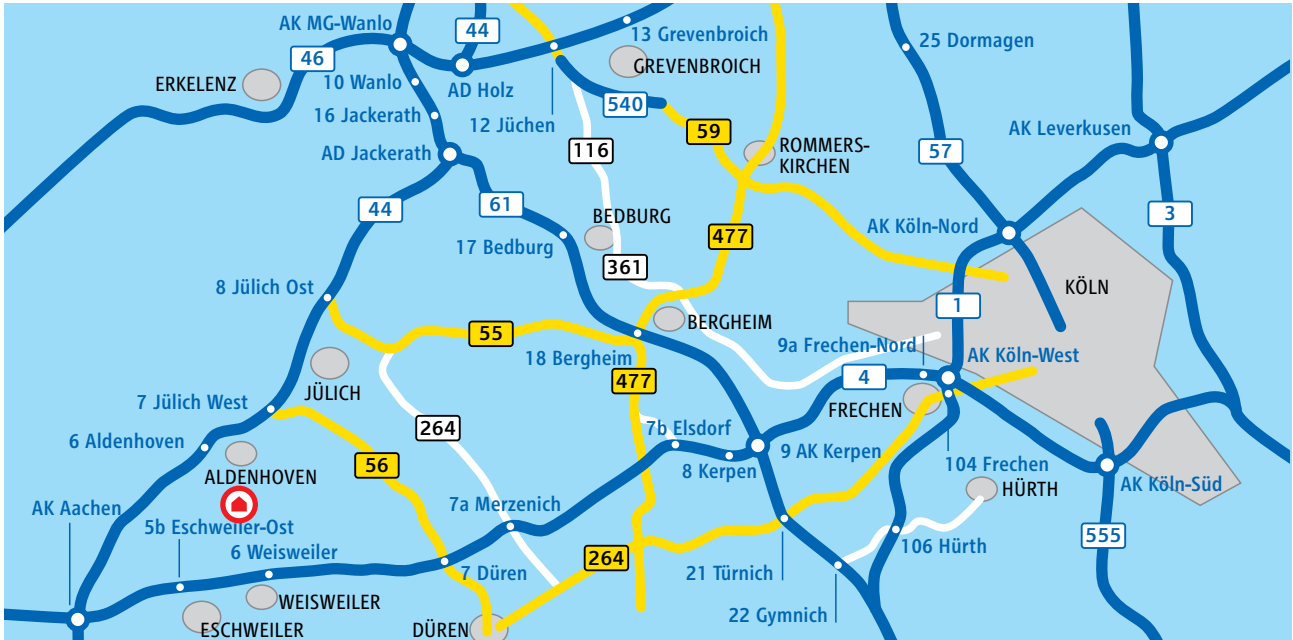 AK MG-Wanlo
44
13 Grevenbroich
25 Dormagen
46
ERKELENZ
10 Wanlo
AD Holz
GREVENBROICH
540
16 Jackerath
12 Jüchen
59
AK Leverkusen
AD Jackerath
116
ROMMERS-
KIRCHEN
57
44
61
3
BEDBURG
477
AK Köln-Nord
17 Bedburg
361
8 Jülich Ost
KÖLN
1
BERGHEIM
55
9a Frechen-Nord
18 Bergheim
AK Köln-West
477
4
JÜLICH
FRECHEN
7 Jülich West
264
7b Elsdorf
6 Aldenhoven
8 Kerpen
9 AK Kerpen
56
104 Frechen
ALDENHOVEN
HÜRTH
AK Köln-Süd
AK Aachen
7a Merzenich
5b Eschweiler-Ost
555
6 Weisweiler
264
106 Hürth
7 Düren
21 Türnich
WEISWEILER
22 Gymnich
ESCHWEILER
DÜREN